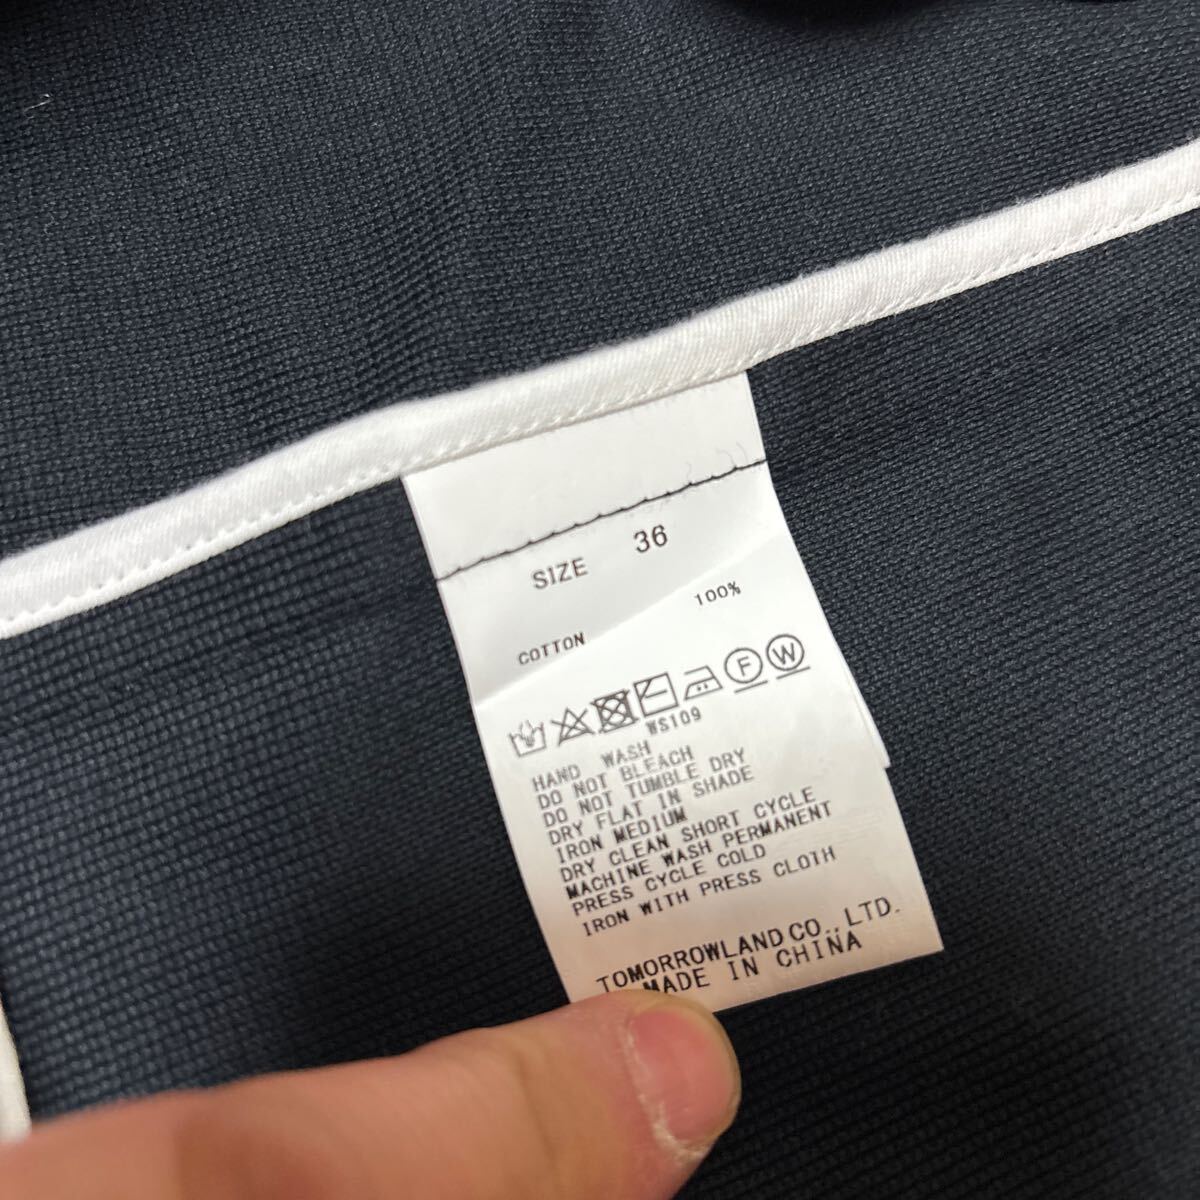 SIZE 36
COTTON 100%
F W
WS109
HAND WASH
DO NOT BLEACH
DO NOT TUMBLE DRY
DRY FLAT IN SHADE
IRON MEDIUM
DRY CLEAN SHORT CYCLE
MACHINE WASH PERMANENT
PRESS CYCLE COLD
IRON WITH PRESS CLOTH
TOMORROWLAND CO., LTD.
MADE IN CHINA